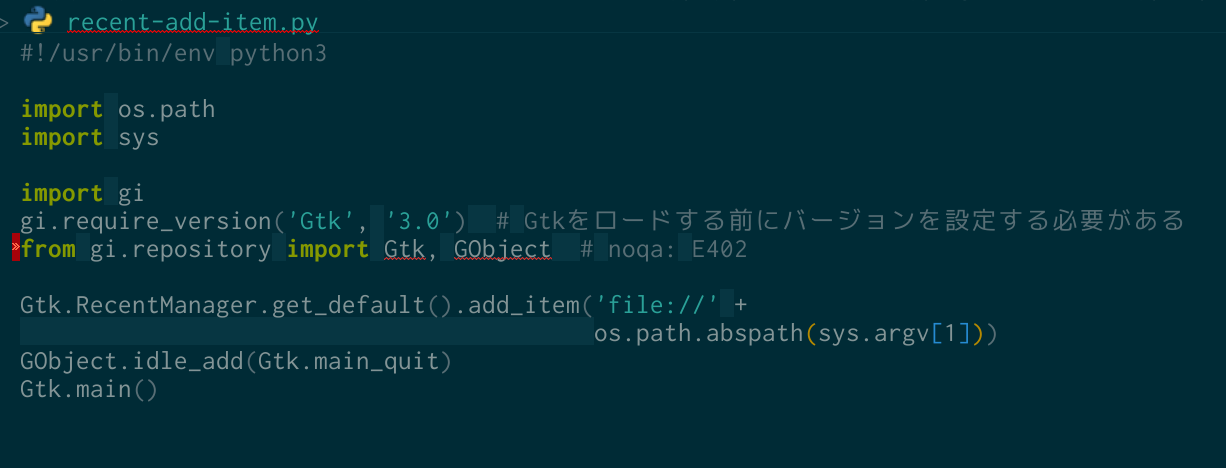 > recent-add-item.py
#!/usr/bin/env python3
import os.path
import sys
import gi
gi.require_version('Gtk', '3.0')  # Gtkをロードする前にバージョンを設定する必要がある
»from gi.repository import Gtk, GObject  # noqa: E402
Gtk.RecentManager.get_default().add_item('file://' +
                                         os.path.abspath(sys.argv[1]))
GObject.idle_add(Gtk.main_quit)
Gtk.main()